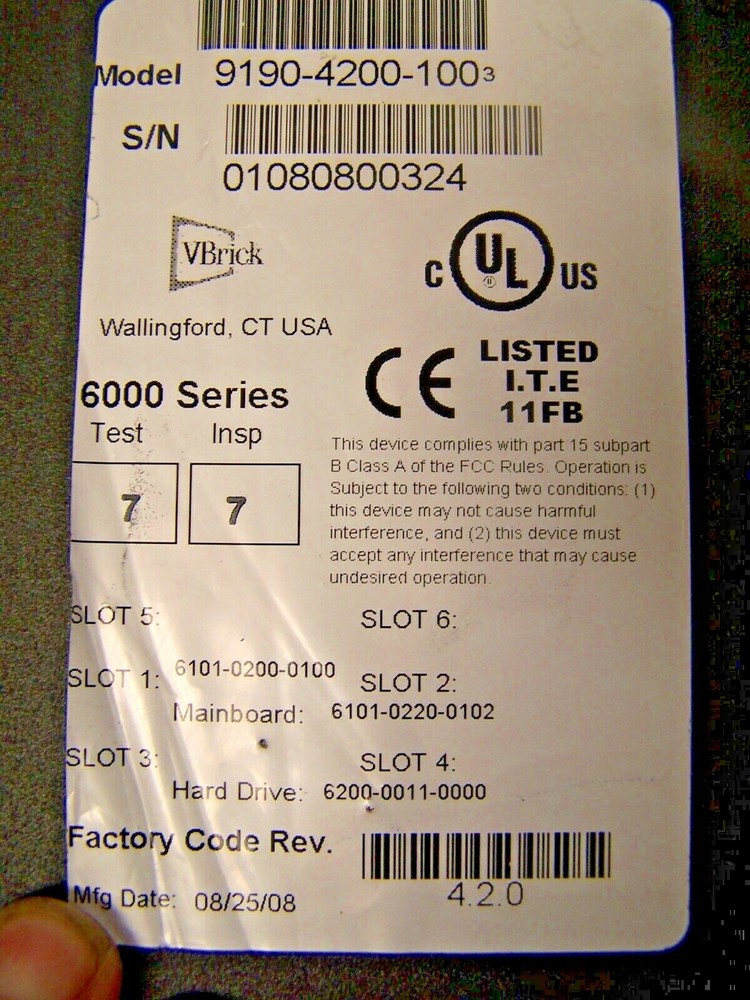 Model 9190-4200-1003
S/N
01080800324
VBrick
C UL US
®
Wallingford, CT USA
CE
LISTED
I.T.E
11FB
6000 Series
Test Insp
7 7
This device complies with part 15 subpart
B Class A of the FCC Rules. Operation is
Subject to the following two conditions: (1)
this device may not cause harmful
interference, and (2) this device must
accept any interference that may cause
undesired operation.
SLOT 5: SLOT 6:
SLOT 1: 6101-0200-0100 SLOT 2:
Mainboard: 6101-0220-0102
SLOT 3: SLOT 4:
Hard Drive: 6200-0011-0000
Factory Code Rev.
4.2.0
Mfg Date: 08/25/08